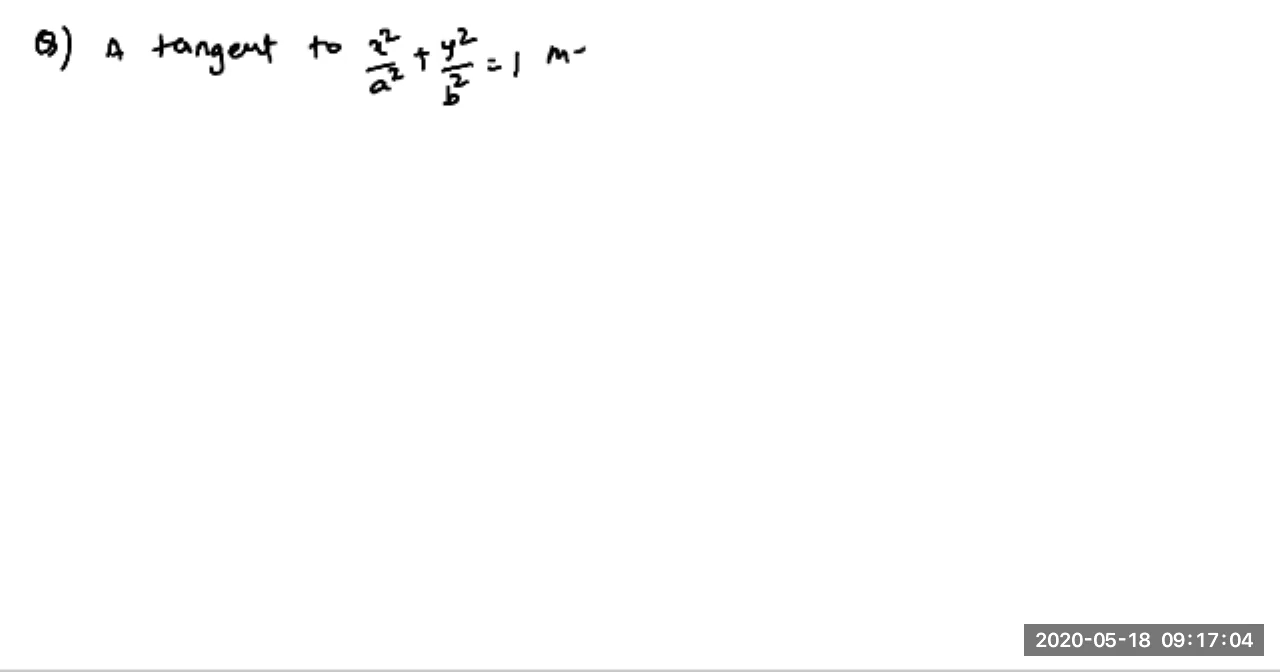 Q) A tangent to x²/a² + y²/b² = 1 m
2020-05-18 09:17:04